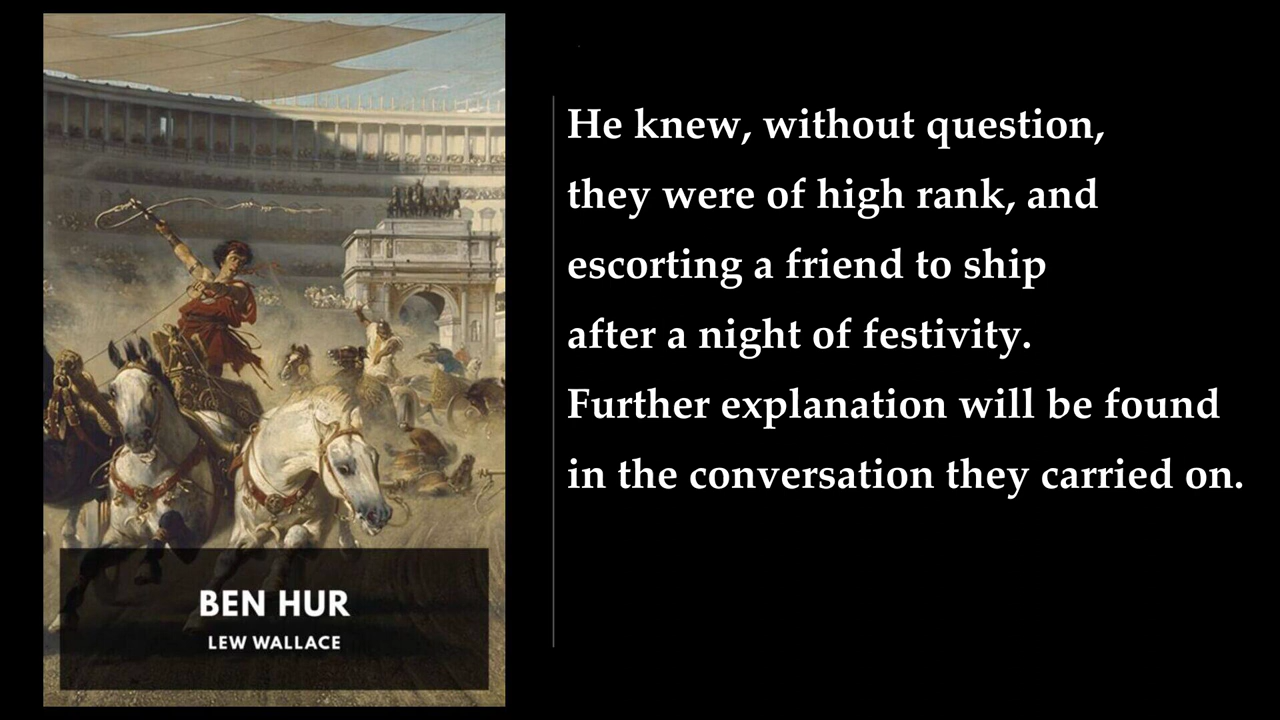 BEN HUR
LEW WALLACE
He knew, without question,
they were of high rank, and
escorting a friend to ship
after a night of festivity.
Further explanation will be found
in the conversation they carried on.